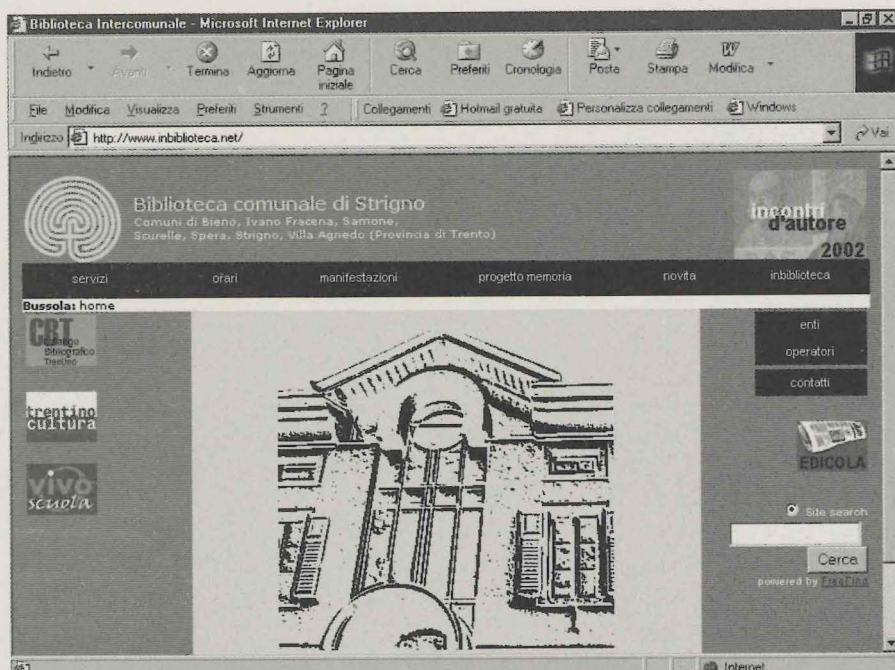 Biblioteca Intercomunale - Microsoft Internet Explorer
Indietro Avanti Termina Aggiorna Pagina iniziale Cerca Preferiti Cronologia Posta Stampa Modifica
File Modifica Visualizza Preferiti Strumenti ? Collegamenti Hotmail gratuita Personalizza collegamenti Windows
Indirizzo http://www.inbiblioteca.net/ Vai
Biblioteca comunale di Strigno
Comuni di Bieno, Ivano Fracena, Samone,
Scurelle, Spera, Strigno, Villa Agnedo (Provincia di Trento)
incontri
d'autore
2002
servizi orari manifestazioni progetto memoria novita inbiblioteca
Bussola: home
CBT
Catalogo
Bibliografico
Trentino
trentino
cultura
vivo
scuola
enti
operatori
contatti
EDICOLA
Site search
Cerca
powered by FreeFind
Internet